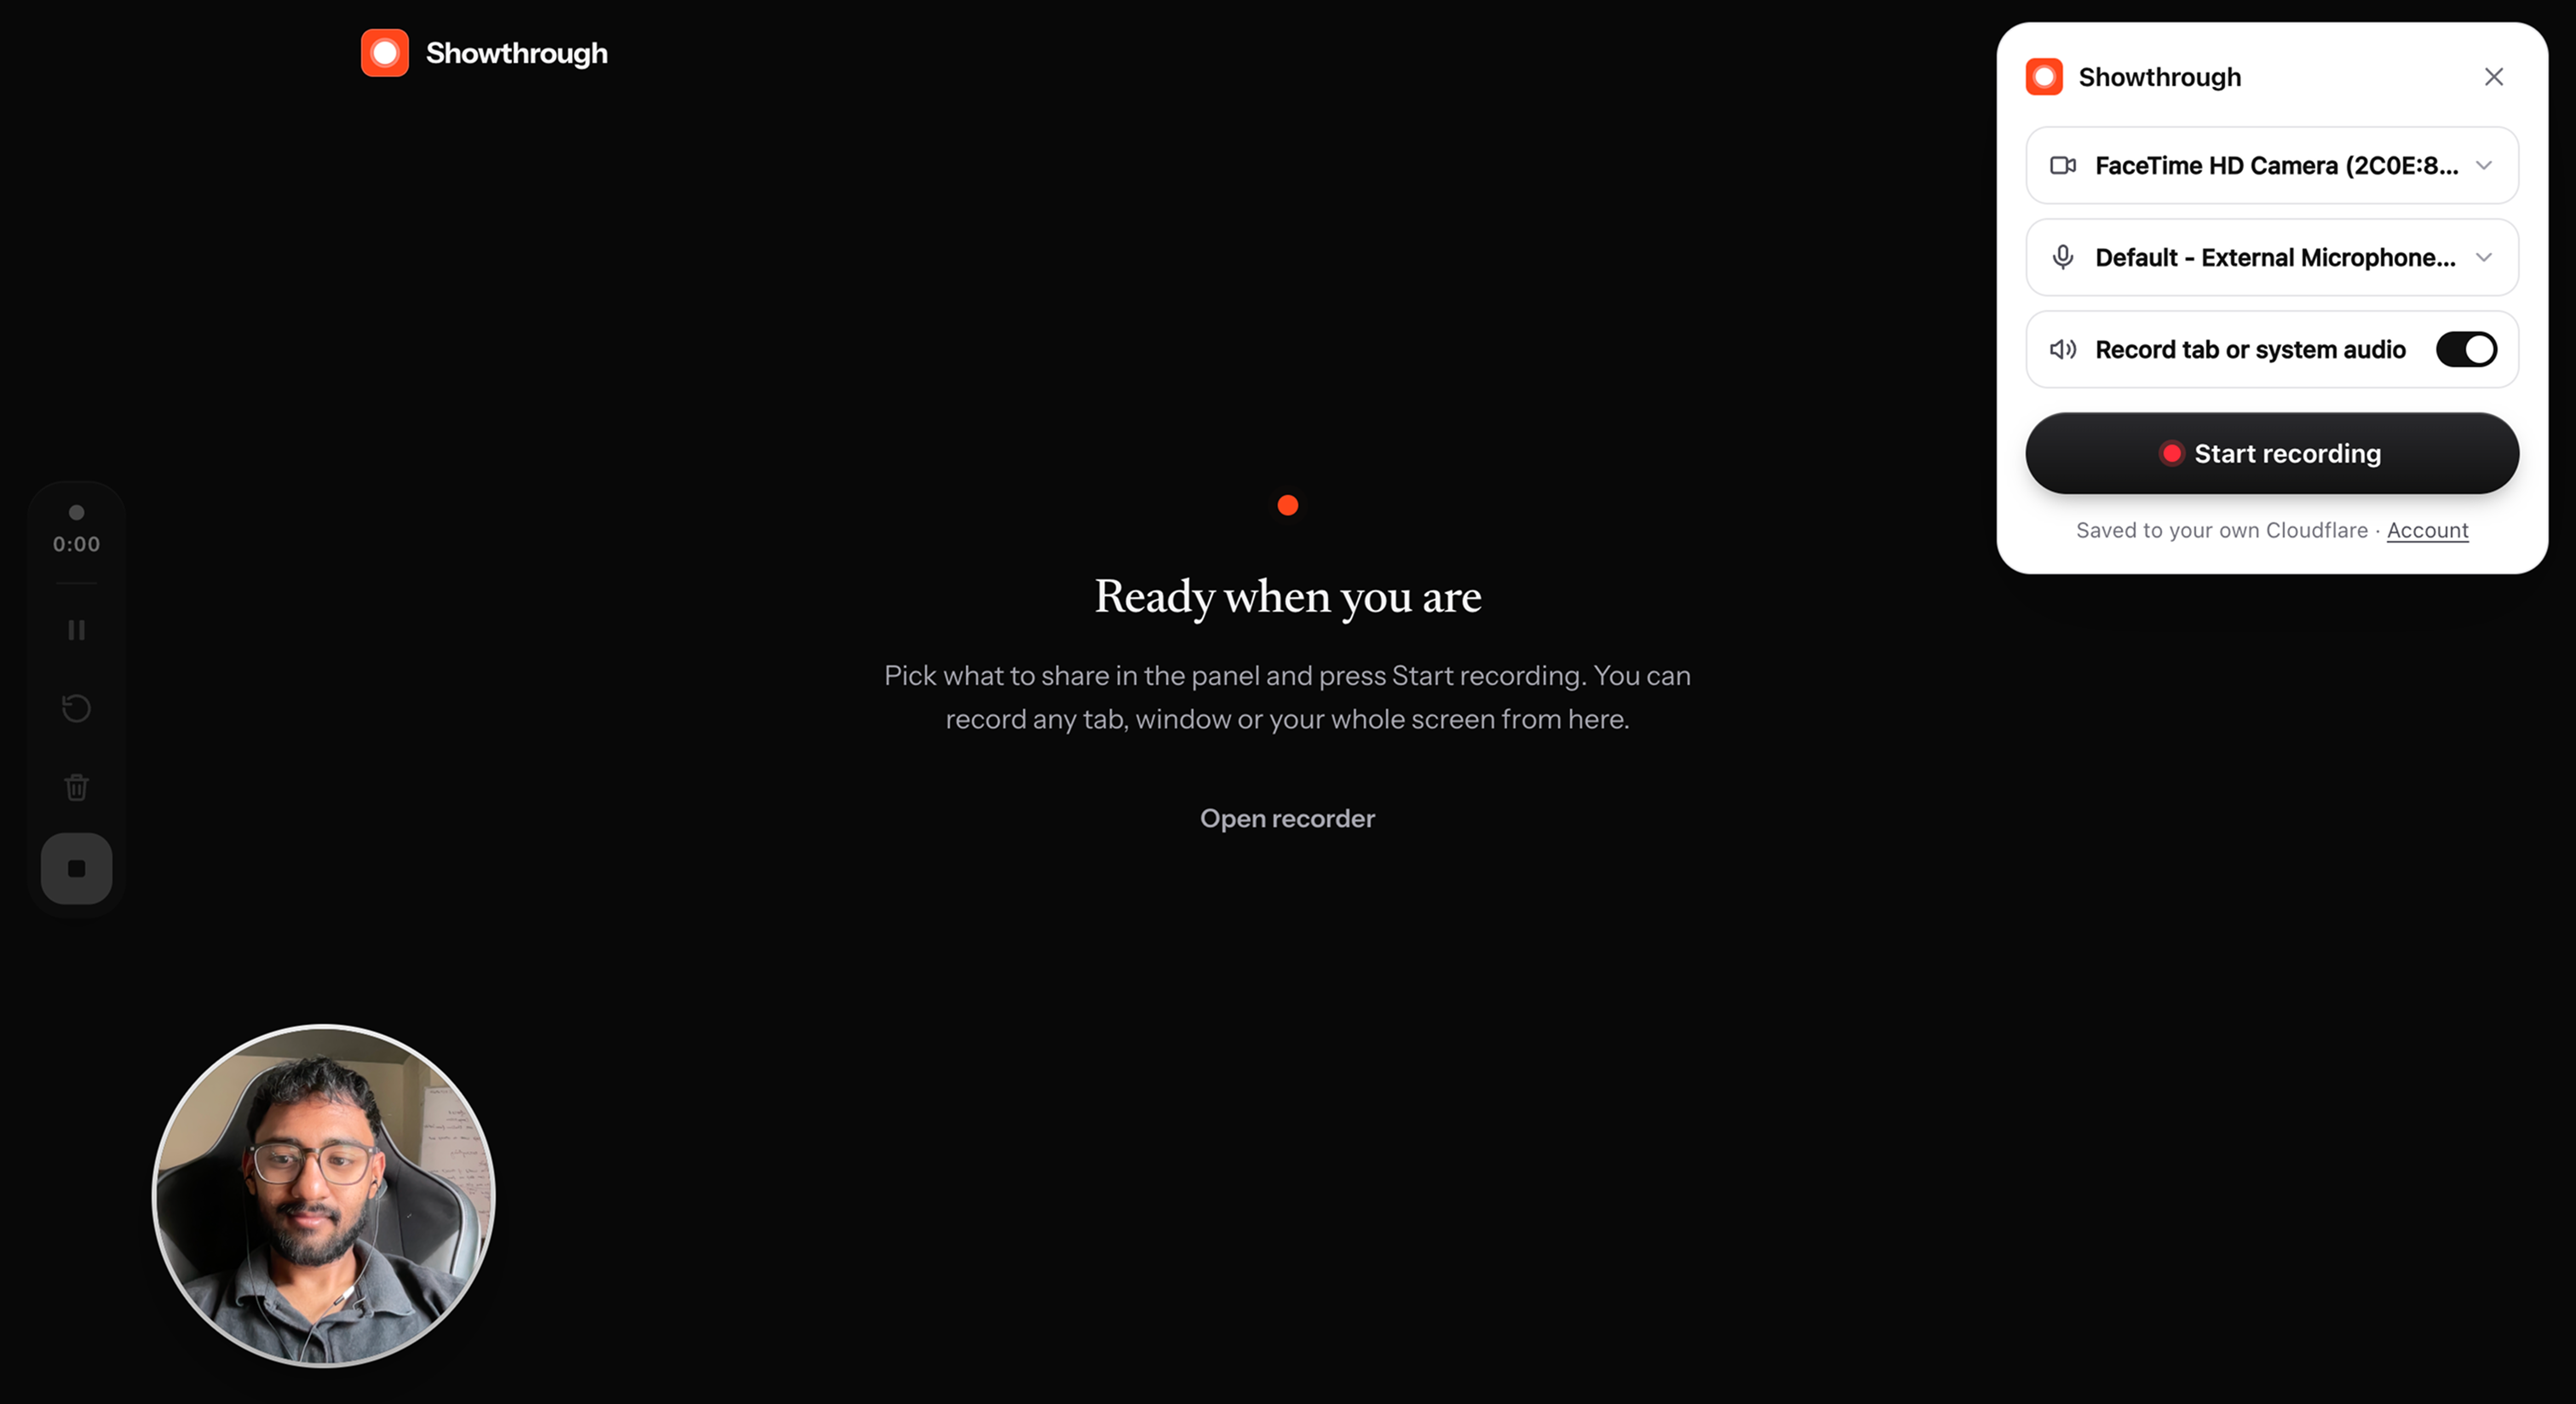 Showthrough
Showthrough
FaceTime HD Camera (2C0E:8...
Default - External Microphone...
Record tab or system audio
Start recording
Saved to your own Cloudflare · Account
0:00
Ready when you are
Pick what to share in the panel and press Start recording. You can
record any tab, window or your whole screen from here.
Open recorder